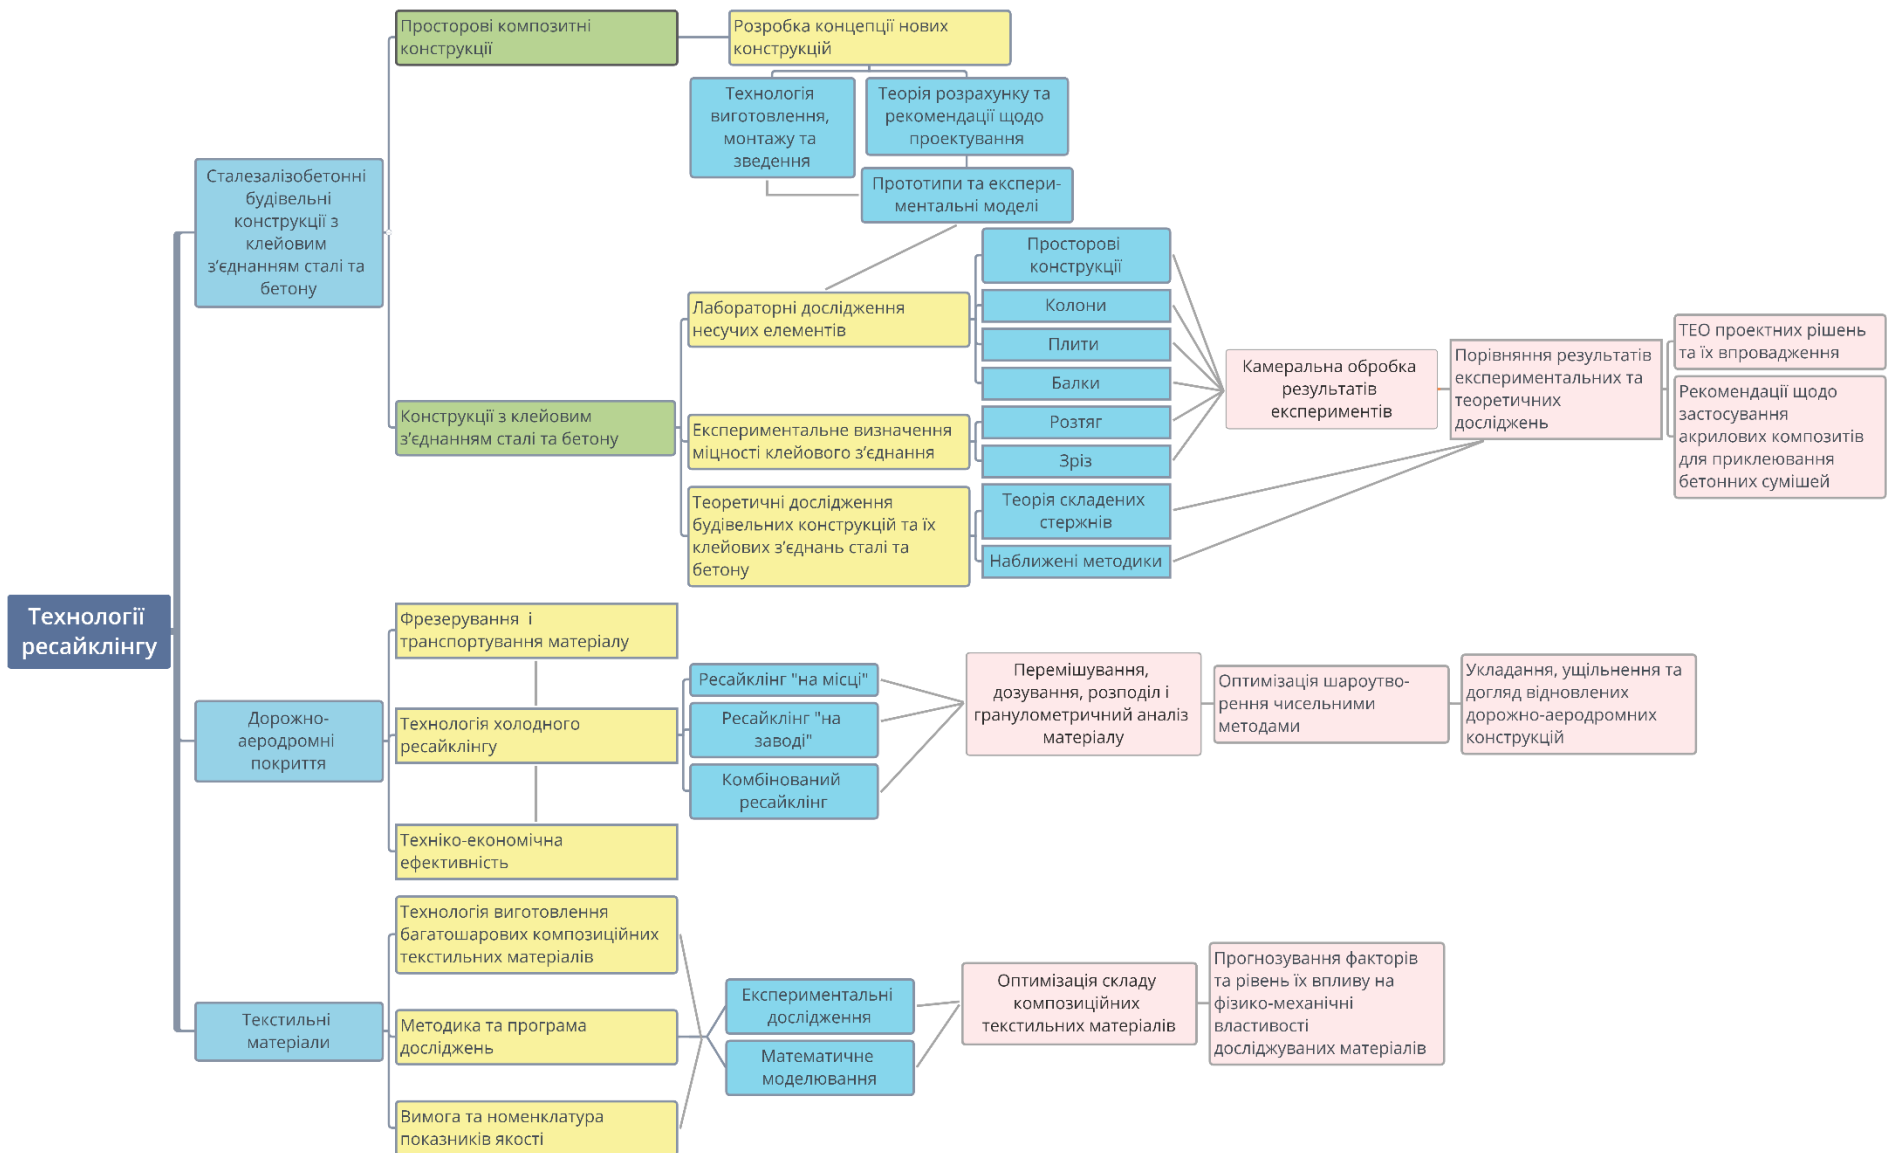 Технології
ресайклінгу
Сталезалізобетонні
будівельні
конструкції з
клейовим
з’єднанням сталі та
бетону
Просторові композитні
конструкції
Розробка концепції нових
конструкцій
Технологія
виготовлення,
монтажу та
зведення
Теорія розрахунку та
рекомендації щодо
проектування
Прототипи та експери-
ментальні моделі
Конструкції з клейовим
з’єднанням сталі та бетону
Лабораторні дослідження
несучих елементів
Просторові
конструкції
Колони
Плити
Балки
Експериментальне визначення
міцності клейового з’єднання
Розтяг
Зріз
Теоретичні дослідження
будівельних конструкцій та їх
клейових з’єднань сталі та
бетону
Теорія складених
стержнів
Наближені методики
Камеральна обробка
результатів
експериментів
Порівняння результатів
експериментальних та
теоретичних
досліджень
ТЕО проектних рішень
та їх впровадження
Рекомендації щодо
застосування
акрилових композитів
для приклеювання
бетонних сумішей
Дорожно-
аеродромні
покриття
Фрезерування і
транспортування матеріалу
Технологія холодного
ресайклінгу
Техніко-економічна
ефективність
Ресайклінг "на місці"
Ресайклінг "на
заводі"
Комбінований
ресайклінг
Перемішування,
дозування, розподіл і
гранулометричний аналіз
матеріалу
Оптимізація шароутво-
рення чисельними
методами
Укладання, ущільнення та
догляд відновлених
дорожно-аеродромних
конструкцій
Текстильні
матеріали
Технологія виготовлення
багатошарових композиційних
текстильних матеріалів
Методика та програма
досліджень
Вимога та номенклатура
показників якості
Експериментальні
дослідження
Математичне
моделювання
Оптимізація складу
композиційних
текстильних матеріалів
Прогнозування факторів
та рівень їх впливу на
фізико-механічні
властивості
досліджуваних матеріалів